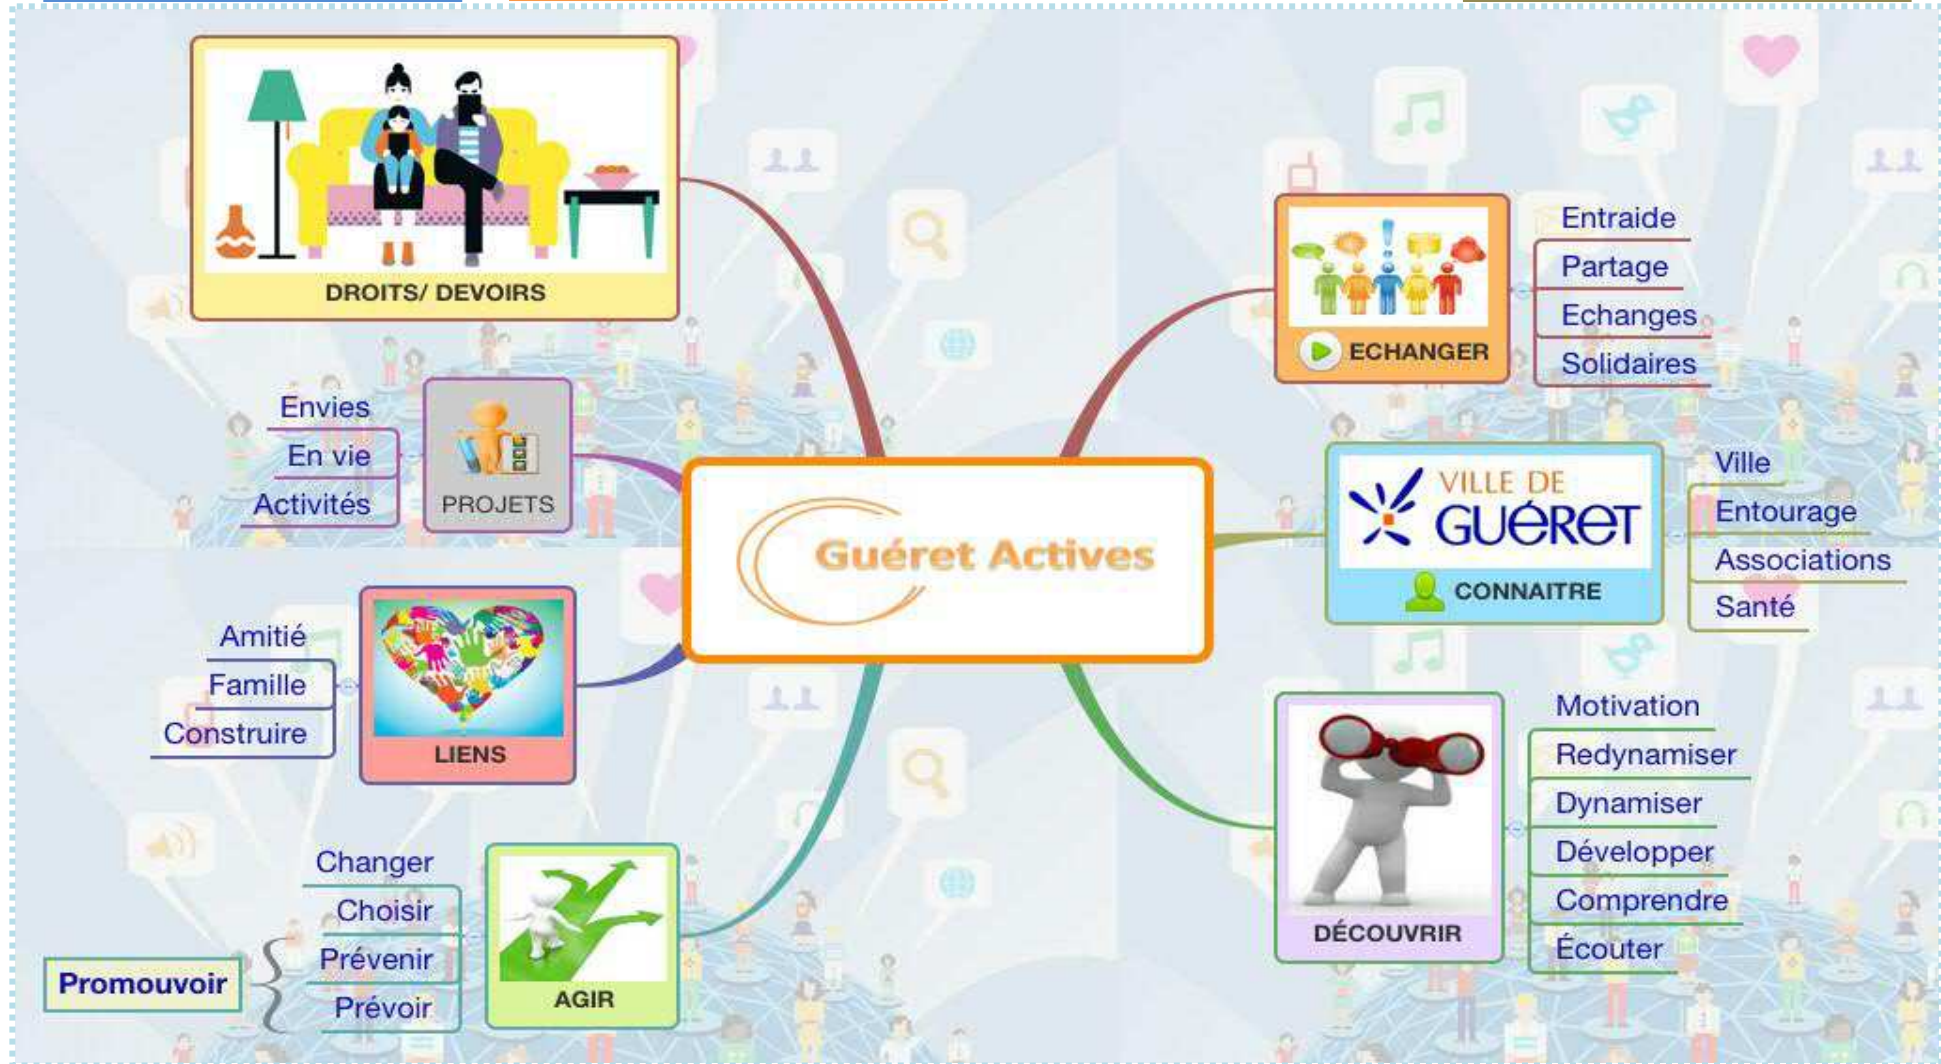 DROITS/ DEVOIRS
Envies
En vie
Activités
PROJETS
Amitié
Famille
Construire
LIENS
Changer
Choisir
Prévenir
Prévoir
Promouvoir
AGIR
Guéret Actives
ECHANGER
Entraide
Partage
Echanges
Solidaires
VILLE DE
GUÉRET
CONNAITRE
Ville
Entourage
Associations
Santé
DÉCOUVRIR
Motivation
Redynamiser
Dynamiser
Développer
Comprendre
Écouter